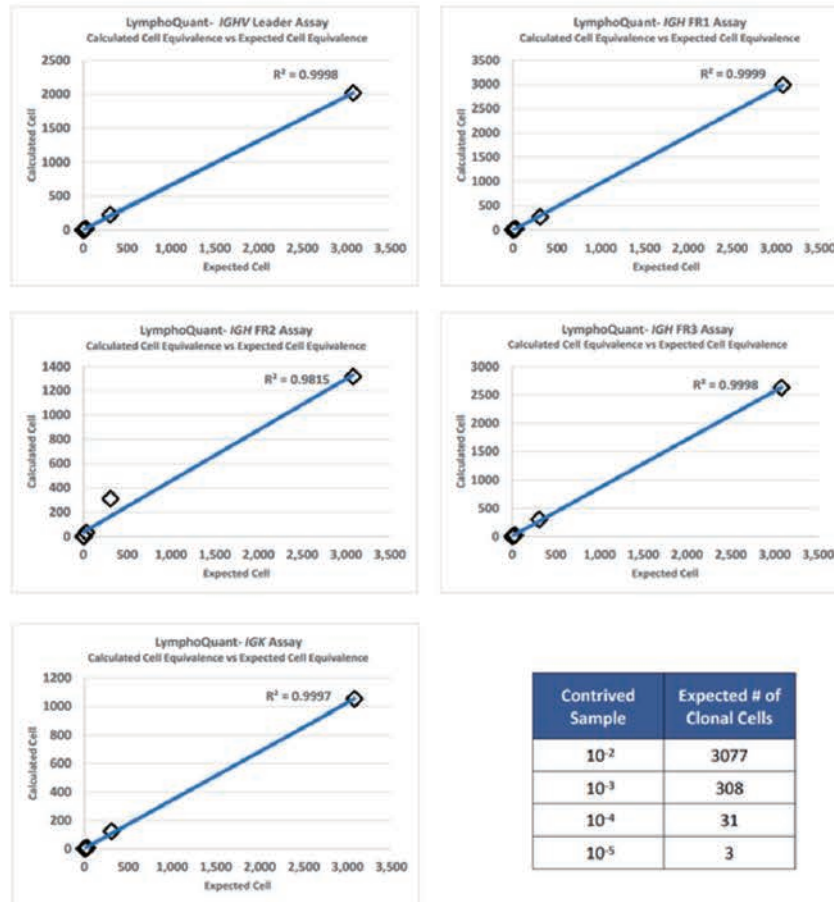 LymphoQuant- IGHV Leader Assay
Calculated Cell Equivalence vs Expected Cell Equivalence
R² = 0.9998
Calculated Cell
2500
2000
1500
1000
500
0
0 500 1,000 1,500 2,000 2,500 3,000 3,500
Expected Cell
LymphoQuant- IGH FR1 Assay
Calculated Cell Equivalence vs Expected Cell Equivalence
R² = 0.9999
Calculated Cell
3500
3000
2500
2000
1500
1000
500
0
0 500 1,000 1,500 2,000 2,500 3,000 3,500
Expected Cell
LymphoQuant- IGH FR2 Assay
Calculated Cell Equivalence vs Expected Cell Equivalence
R² = 0.9815
Calculated Cell
1400
1200
1000
800
600
400
200
0
0 500 1,000 1,500 2,000 2,500 3,000 3,500
Expected Cell
LymphoQuant- IGH FR3 Assay
Calculated Cell Equivalence vs Expected Cell Equivalence
R² = 0.9998
Calculated Cell
3000
2500
2000
1500
1000
500
0
0 500 1,000 1,500 2,000 2,500 3,000 3,500
Expected Cell
LymphoQuant- IGK Assay
Calculated Cell Equivalence vs Expected Cell Equivalence
R² = 0.9997
Calculated Cell
1200
1000
800
600
400
200
0
0 500 1,000 1,500 2,000 2,500 3,000 3,500
Expected Cell
Contrived Expected # of
Sample Clonal Cells
10⁻² 3077
10⁻³ 308
10⁻⁴ 31
10⁻⁵ 3